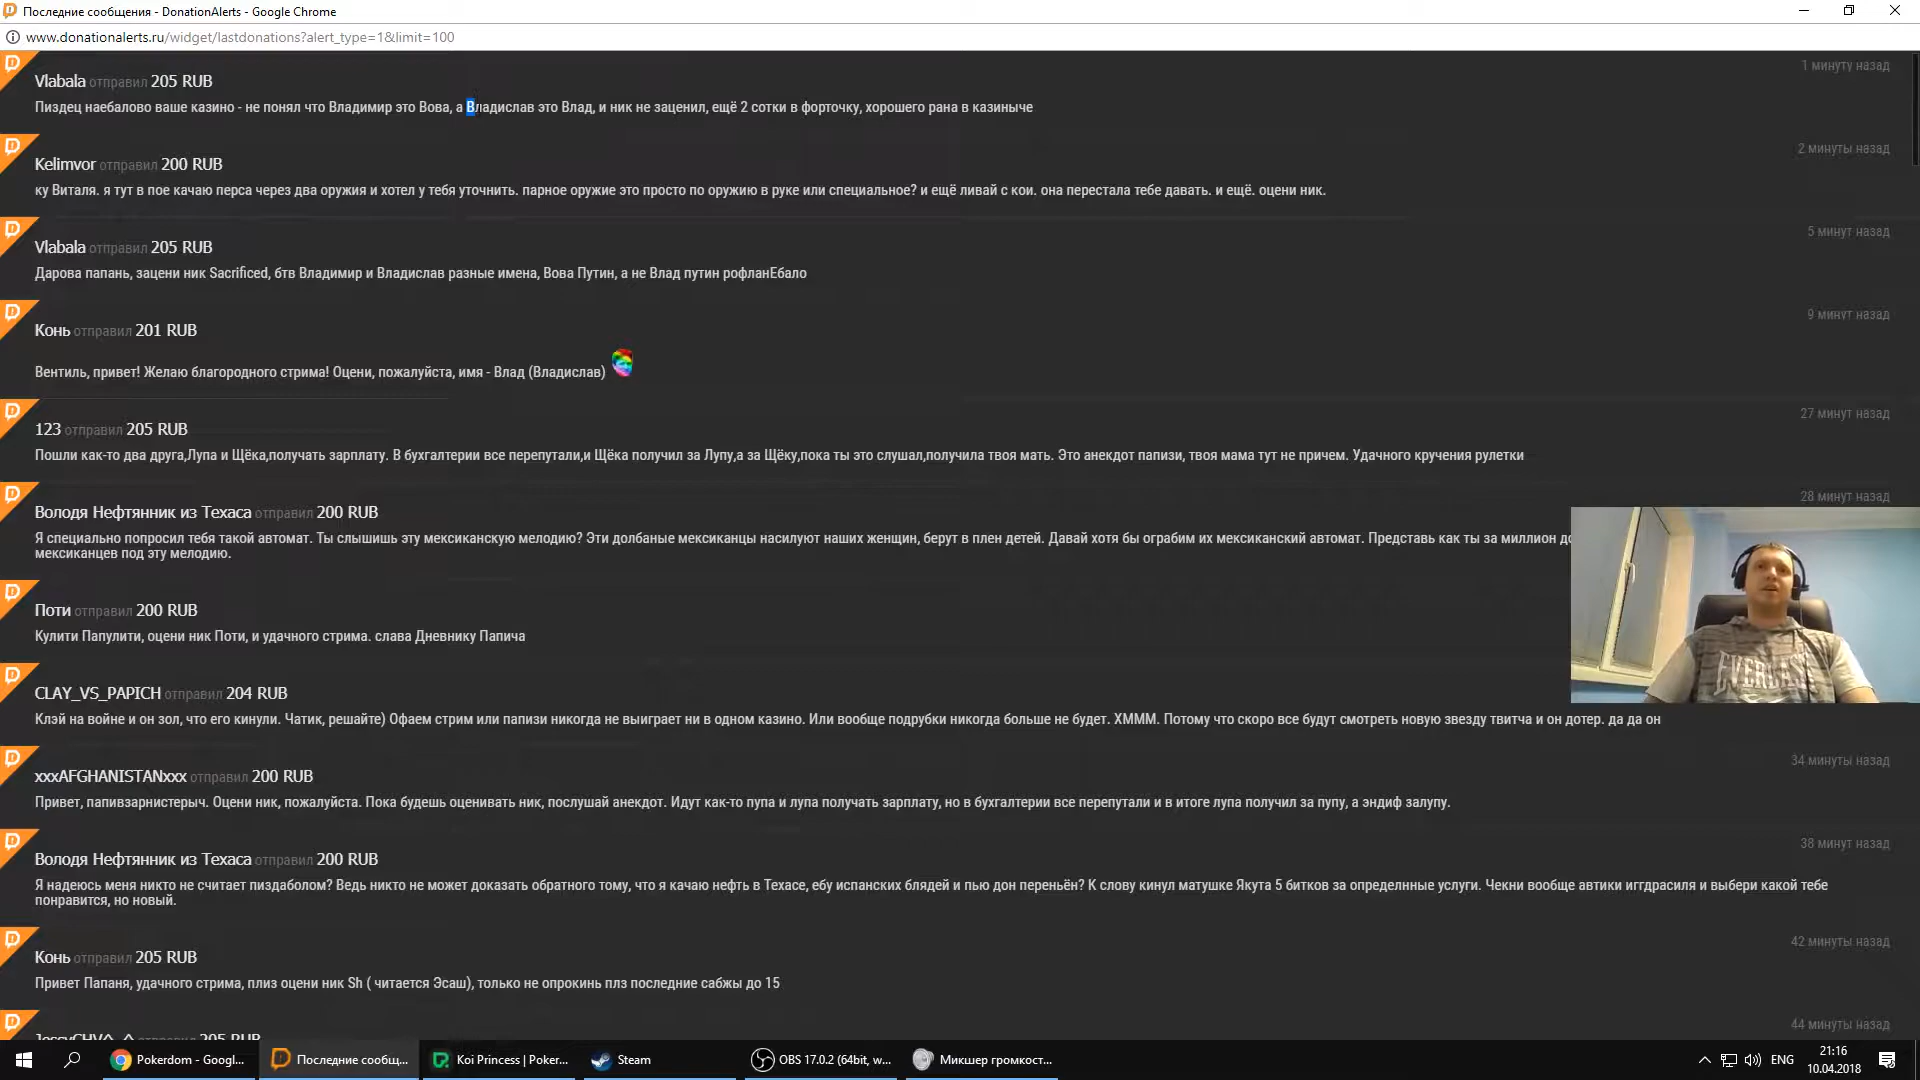 Последние сообщения - DonationAlerts - Google Chrome
www.donationalerts.ru/widget/lastdonations?alert_type=1&limit=100
Vlabala отправил 205 RUB
1 минуту назад
Пиздец наебалово ваше казино - не понял что Владимир это Вова, а Владислав это Влад, и ник не заценил, ещё 2 сотки в форточку, хорошего рана в казиныче
Kelimvor отправил 200 RUB
2 минуты назад
ку Виталя. я тут в пое качаю перса через два оружия и хотел у тебя уточнить. парное оружие это просто по оружию в руке или специальное? и ещё ливай с кои. она перестала тебе давать. и ещё. оцени ник.
Vlabala отправил 205 RUB
5 минут назад
Дарова папань, зацени ник Sacrificed, бтв Владимир и Владислав разные имена, Вова Путин, а не Влад путин рофланЕбало
Конь отправил 201 RUB
9 минут назад
Вентиль, привет! Желаю благородного стрима! Оцени, пожалуйста, имя - Влад (Владислав)
123 отправил 205 RUB
27 минут назад
Пошли как-то два друга,Лупа и Щёка,получать зарплату. В бухгалтерии все перепутали,и Щёка получил за Лупу,а за Щёку,пока ты это слушал,получила твоя мать. Это анекдот папизи, твоя мама тут не причем. Удачного кручения рулетки
Володя Нефтянник из Техаса отправил 200 RUB
28 минут назад
Я специально попросил тебя такой автомат. Ты слышишь эту мексиканскую мелодию? Эти долбаные мексиканцы насилуют наших женщин, берут в плен детей. Давай хотя бы ограбим их мексиканский автомат. Представь как ты за миллион
мексиканцев под эту мелодию.
Поти отправил 200 RUB
Кулити Папулити, оцени ник Поти, и удачного стрима. слава Дневнику Папича
CLAY_VS_PAPICH отправил 204 RUB
Клэй на войне и он зол, что его кинули. Чатик, решайте) Офаем стрим или папизи никогда не выиграет ни в одном казино. Или вообще подрубки никогда больше не будет. ХМММ. Потому что скоро все будут смотреть новую звезду твитча и он дотер. да да он
xxxAFGHANISTANxxx отправил 200 RUB
34 минуты назад
Привет, папивзарнистерыч. Оцени ник, пожалуйста. Пока будешь оценивать ник, послушай анекдот. Идут как-то пупа и лупа получать зарплату, но в бухгалтерии все перепутали и в итоге лупа получил за пупу, а эндиф залупу.
Володя Нефтянник из Техаса отправил 200 RUB
38 минут назад
Я надеюсь меня никто не считает пиздаболом? Ведь никто не может доказать обратного тому, что я качаю нефть в Техасе, ебу испанских блядей и пью дон переньён? К слову кинул матушке Якута 5 битков за определнные услуги. Чекни вообще автики иггдрасиля и выбери какой тебе
понравится, но новый.
Конь отправил 205 RUB
42 минуты назад
Привет Папаня, удачного стрима, плиз оцени ник Sh ( читается Эсаш), только не опрокинь плз последние сабжы до 15
44 минуты назад
отправил 205 RUB
EVERLAST
Pokerdom - Googl...
Последние сообщ...
Koi Princess | Poker...
Steam
OBS 17.0.2 (64bit, w...
Микшер громкост...
ENG
21:16
10.04.2018